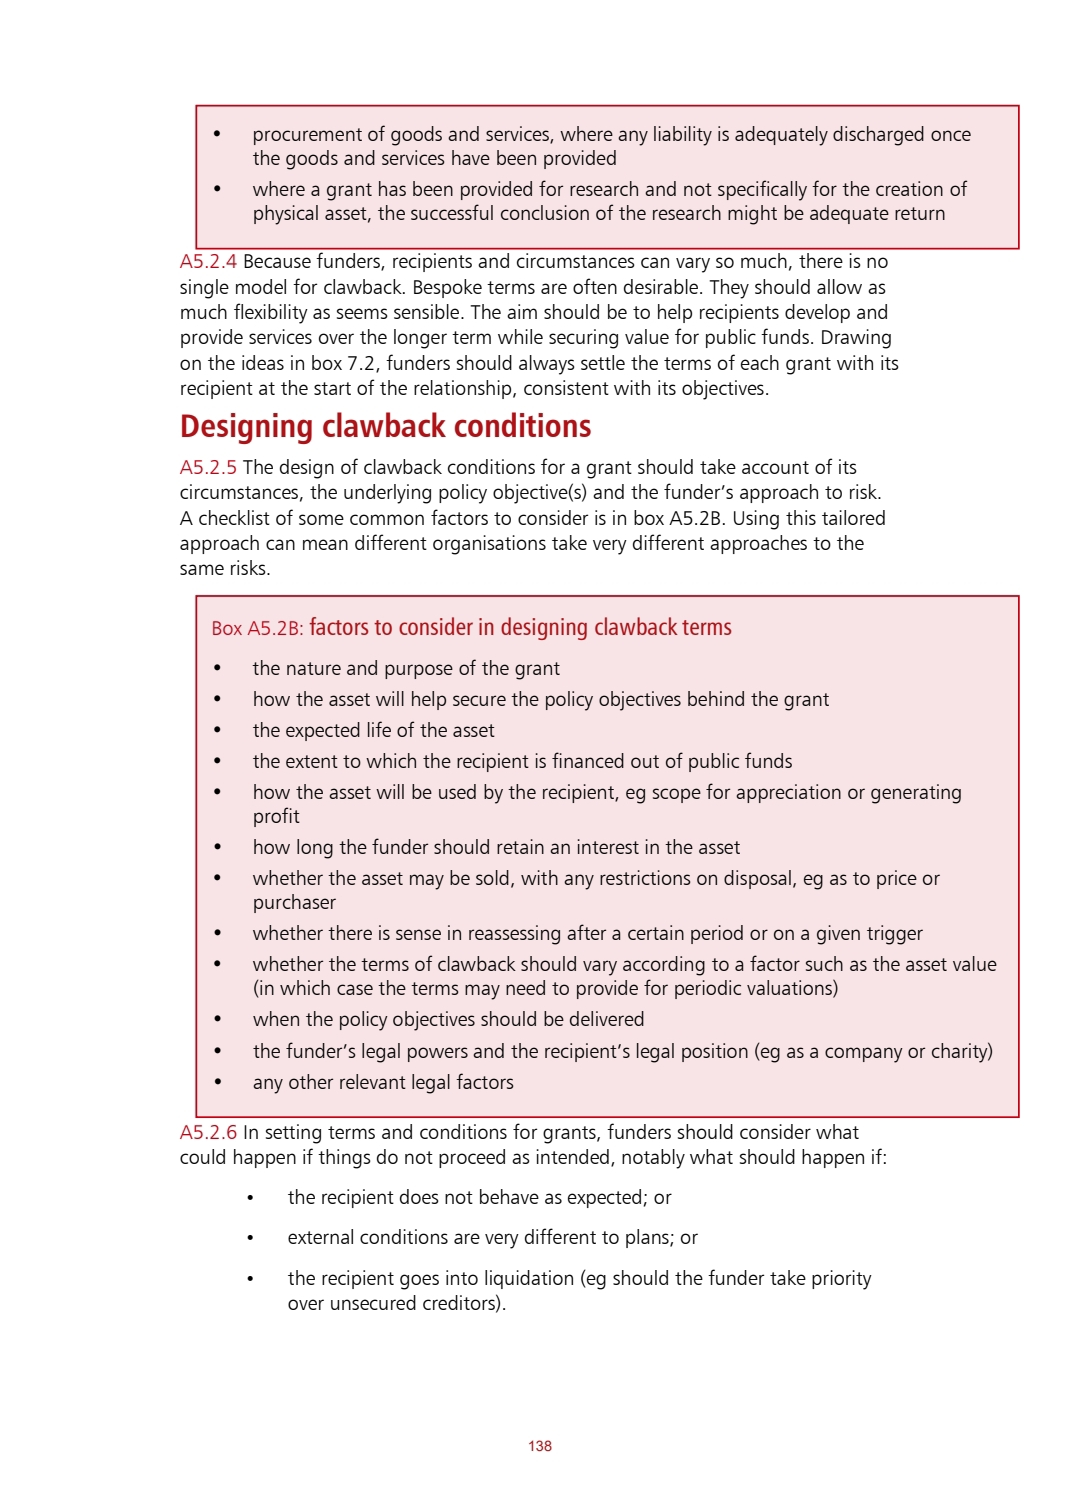 • procurement of goods and services, where any liability is adequately discharged once
the goods and services have been provided
• where a grant has been provided for research and not specifically for the creation of
physical asset, the successful conclusion of the research might be adequate return
A5.2.4 Because funders, recipients and circumstances can vary so much, there is no
single model for clawback. Bespoke terms are often desirable. They should allow as
much flexibility as seems sensible. The aim should be to help recipients develop and
provide services over the longer term while securing value for public funds. Drawing
on the ideas in box 7.2, funders should always settle the terms of each grant with its
recipient at the start of the relationship, consistent with its objectives.
Designing clawback conditions
A5.2.5 The design of clawback conditions for a grant should take account of its
circumstances, the underlying policy objective(s) and the funder’s approach to risk.
A checklist of some common factors to consider is in box A5.2B. Using this tailored
approach can mean different organisations take very different approaches to the
same risks.
Box A5.2B: factors to consider in designing clawback terms
• the nature and purpose of the grant
• how the asset will help secure the policy objectives behind the grant
• the expected life of the asset
• the extent to which the recipient is financed out of public funds
• how the asset will be used by the recipient, eg scope for appreciation or generating
profit
• how long the funder should retain an interest in the asset
• whether the asset may be sold, with any restrictions on disposal, eg as to price or
purchaser
• whether there is sense in reassessing after a certain period or on a given trigger
• whether the terms of clawback should vary according to a factor such as the asset value
(in which case the terms may need to provide for periodic valuations)
• when the policy objectives should be delivered
• the funder’s legal powers and the recipient’s legal position (eg as a company or charity)
• any other relevant legal factors
A5.2.6 In setting terms and conditions for grants, funders should consider what
could happen if things do not proceed as intended, notably what should happen if:
• the recipient does not behave as expected; or
• external conditions are very different to plans; or
• the recipient goes into liquidation (eg should the funder take priority
over unsecured creditors).
138